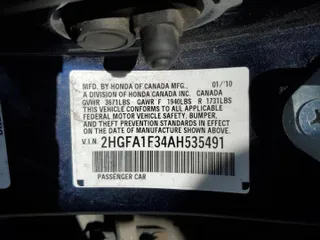 MFD. BY HONDA OF CANADA MFG., 01/10
A DIVISION OF HONDA CANADA INC., CANADA
GVWR 3671LBS GAWR F 1940LBS R 1731LBS
THIS VEHICLE CONFORMS TO ALL APPLICABLE
FEDERAL MOTOR VEHICLE SAFETY, BUMPER,
AND THEFT PREVENTION STANDARDS IN EFFECT
ON THE DATE OF MANUFACTURE SHOWN ABOVE.
V.I.N. 2HGFA1F34AH535491
PASSENGER CAR